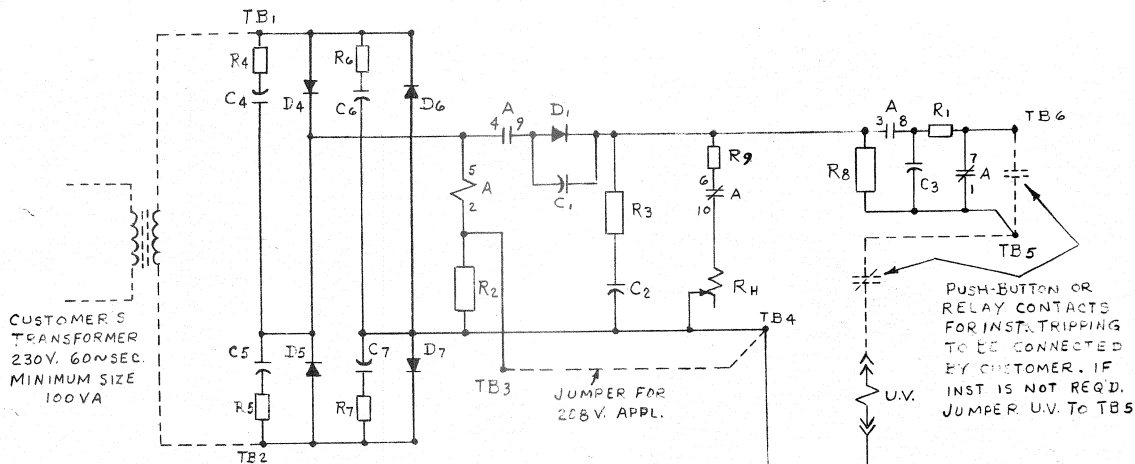 TB1
R4
C4
D4
R6
C6
D6
4 A 9
D1
C1
5
A
2
R2
R3
C2
R9
6
A
10
RH
R8
3 A 8
R1
C3
7
A
1
TB6
TB5
TB4
TB3
C5
D5
R5
C7
D7
R7
TB2
CUSTOMER'S
TRANSFORMER
230V. 60~SEC.
MINIMUM SIZE
100VA
JUMPER FOR
208V. APPL.
U.V.
PUSH-BUTTON OR
RELAY CONTACTS
FOR INST. TRIPPING
TO BE CONNECTED
BY CUSTOMER. IF
INST IS NOT REQ'D.
JUMPER U.V. TO TB5